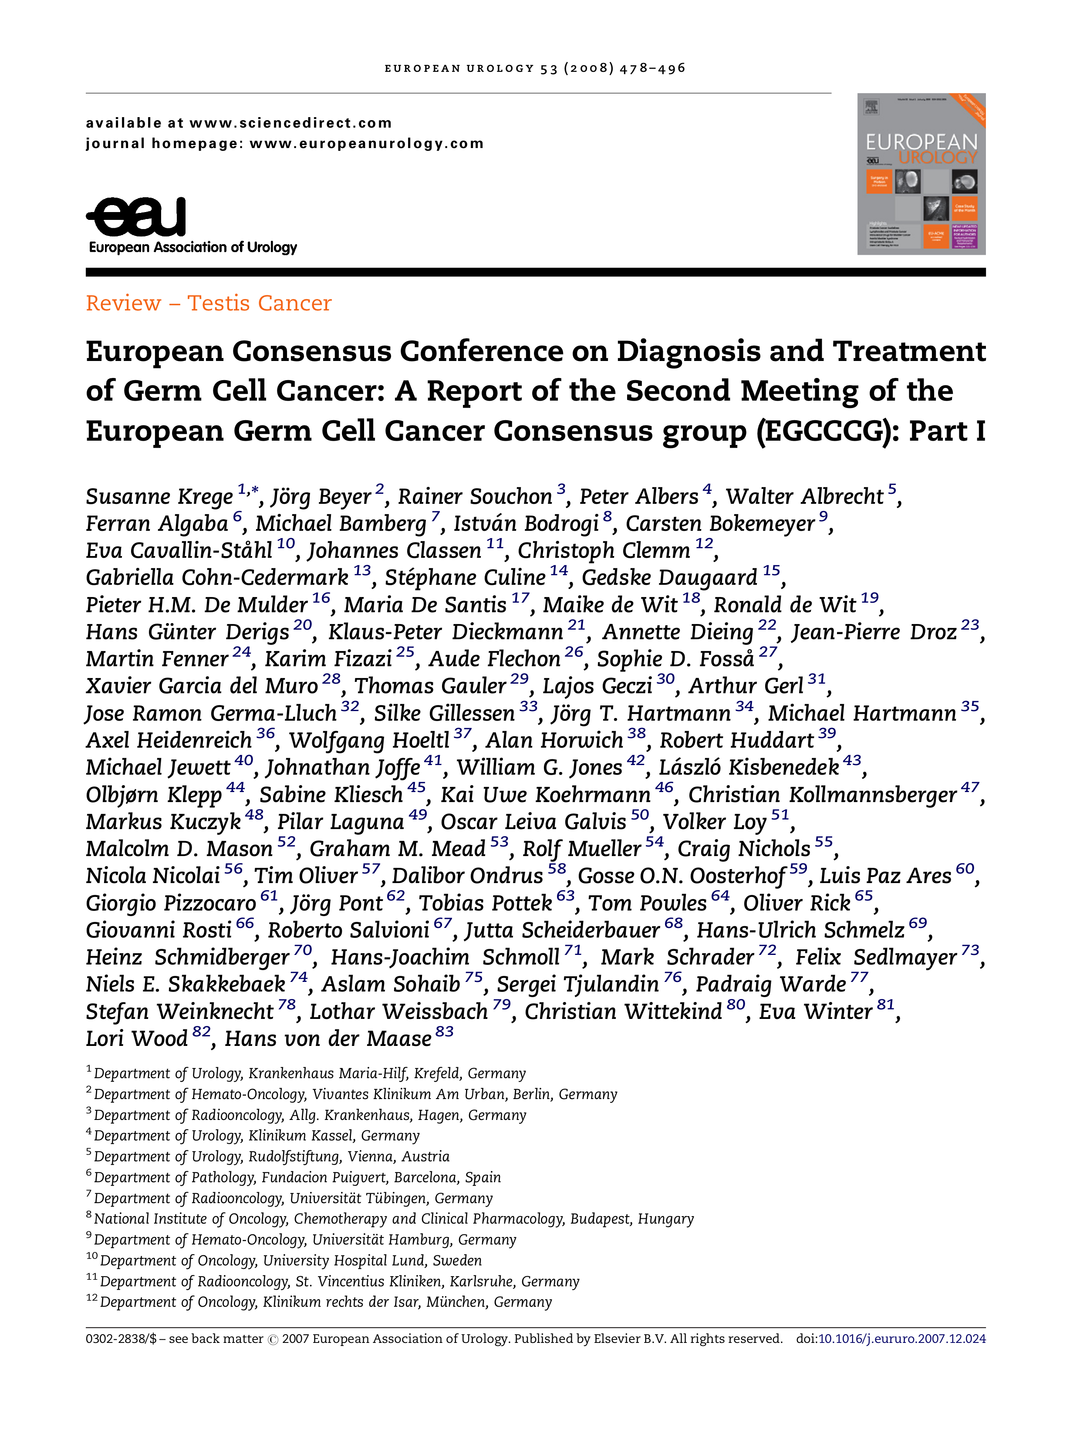 EUROPEAN UROLOGY 53 (2008) 478–496
available at www.sciencedirect.com
journal homepage: www.europeanurology.com
EUROPEAN
UROLOGY
eau
European Association of Urology
Review – Testis Cancer
European Consensus Conference on Diagnosis and Treatment
of Germ Cell Cancer: A Report of the Second Meeting of the
European Germ Cell Cancer Consensus group (EGCCCG): Part I
Susanne Krege 1,*, Jörg Beyer 2, Rainer Souchon 3, Peter Albers 4, Walter Albrecht 5,
Ferran Algaba 6, Michael Bamberg 7, István Bodrogi 8, Carsten Bokemeyer 9,
Eva Cavallin-Ståhl 10, Johannes Classen 11, Christoph Clemm 12,
Gabriella Cohn-Cedermark 13, Stéphane Culine 14, Gedske Daugaard 15,
Pieter H.M. De Mulder 16, Maria De Santis 17, Maike de Wit 18, Ronald de Wit 19,
Hans Günter Derigs 20, Klaus-Peter Dieckmann 21, Annette Dieing 22, Jean-Pierre Droz 23,
Martin Fenner 24, Karim Fizazi 25, Aude Flechon 26, Sophie D. Fosså 27,
Xavier Garcia del Muro 28, Thomas Gauler 29, Lajos Geczi 30, Arthur Gerl 31,
Jose Ramon Germa-Lluch 32, Silke Gillessen 33, Jörg T. Hartmann 34, Michael Hartmann 35,
Axel Heidenreich 36, Wolfgang Hoeltl 37, Alan Horwich 38, Robert Huddart 39,
Michael Jewett 40, Johnathan Joffe 41, William G. Jones 42, László Kisbenedek 43,
Olbjørn Klepp 44, Sabine Kliesch 45, Kai Uwe Koehrmann 46, Christian Kollmannsberger 47,
Markus Kuczyk 48, Pilar Laguna 49, Oscar Leiva Galvis 50, Volker Loy 51,
Malcolm D. Mason 52, Graham M. Mead 53, Rolf Mueller 54, Craig Nichols 55,
Nicola Nicolai 56, Tim Oliver 57, Dalibor Ondrus 58, Gosse O.N. Oosterhof 59, Luis Paz Ares 60,
Giorgio Pizzocaro 61, Jörg Pont 62, Tobias Pottek 63, Tom Powles 64, Oliver Rick 65,
Giovanni Rosti 66, Roberto Salvioni 67, Jutta Scheiderbauer 68, Hans-Ulrich Schmelz 69,
Heinz Schmidberger 70, Hans-Joachim Schmoll 71, Mark Schrader 72, Felix Sedlmayer 73,
Niels E. Skakkebaek 74, Aslam Sohaib 75, Sergei Tjulandin 76, Padraig Warde 77,
Stefan Weinknecht 78, Lothar Weissbach 79, Christian Wittekind 80, Eva Winter 81,
Lori Wood 82, Hans von der Maase 83
1 Department of Urology, Krankenhaus Maria-Hilf, Krefeld, Germany
2 Department of Hemato-Oncology, Vivantes Klinikum Am Urban, Berlin, Germany
3 Department of Radiooncology, Allg. Krankenhaus, Hagen, Germany
4 Department of Urology, Klinikum Kassel, Germany
5 Department of Urology, Rudolfstiftung, Vienna, Austria
6 Department of Pathology, Fundacion Puigvert, Barcelona, Spain
7 Department of Radiooncology, Universität Tübingen, Germany
8 National Institute of Oncology, Chemotherapy and Clinical Pharmacology, Budapest, Hungary
9 Department of Hemato-Oncology, Universität Hamburg, Germany
10 Department of Oncology, University Hospital Lund, Sweden
11 Department of Radiooncology, St. Vincentius Kliniken, Karlsruhe, Germany
12 Department of Oncology, Klinikum rechts der Isar, München, Germany
0302-2838/$ – see back matter © 2007 European Association of Urology. Published by Elsevier B.V. All rights reserved. doi:10.1016/j.eururo.2007.12.024